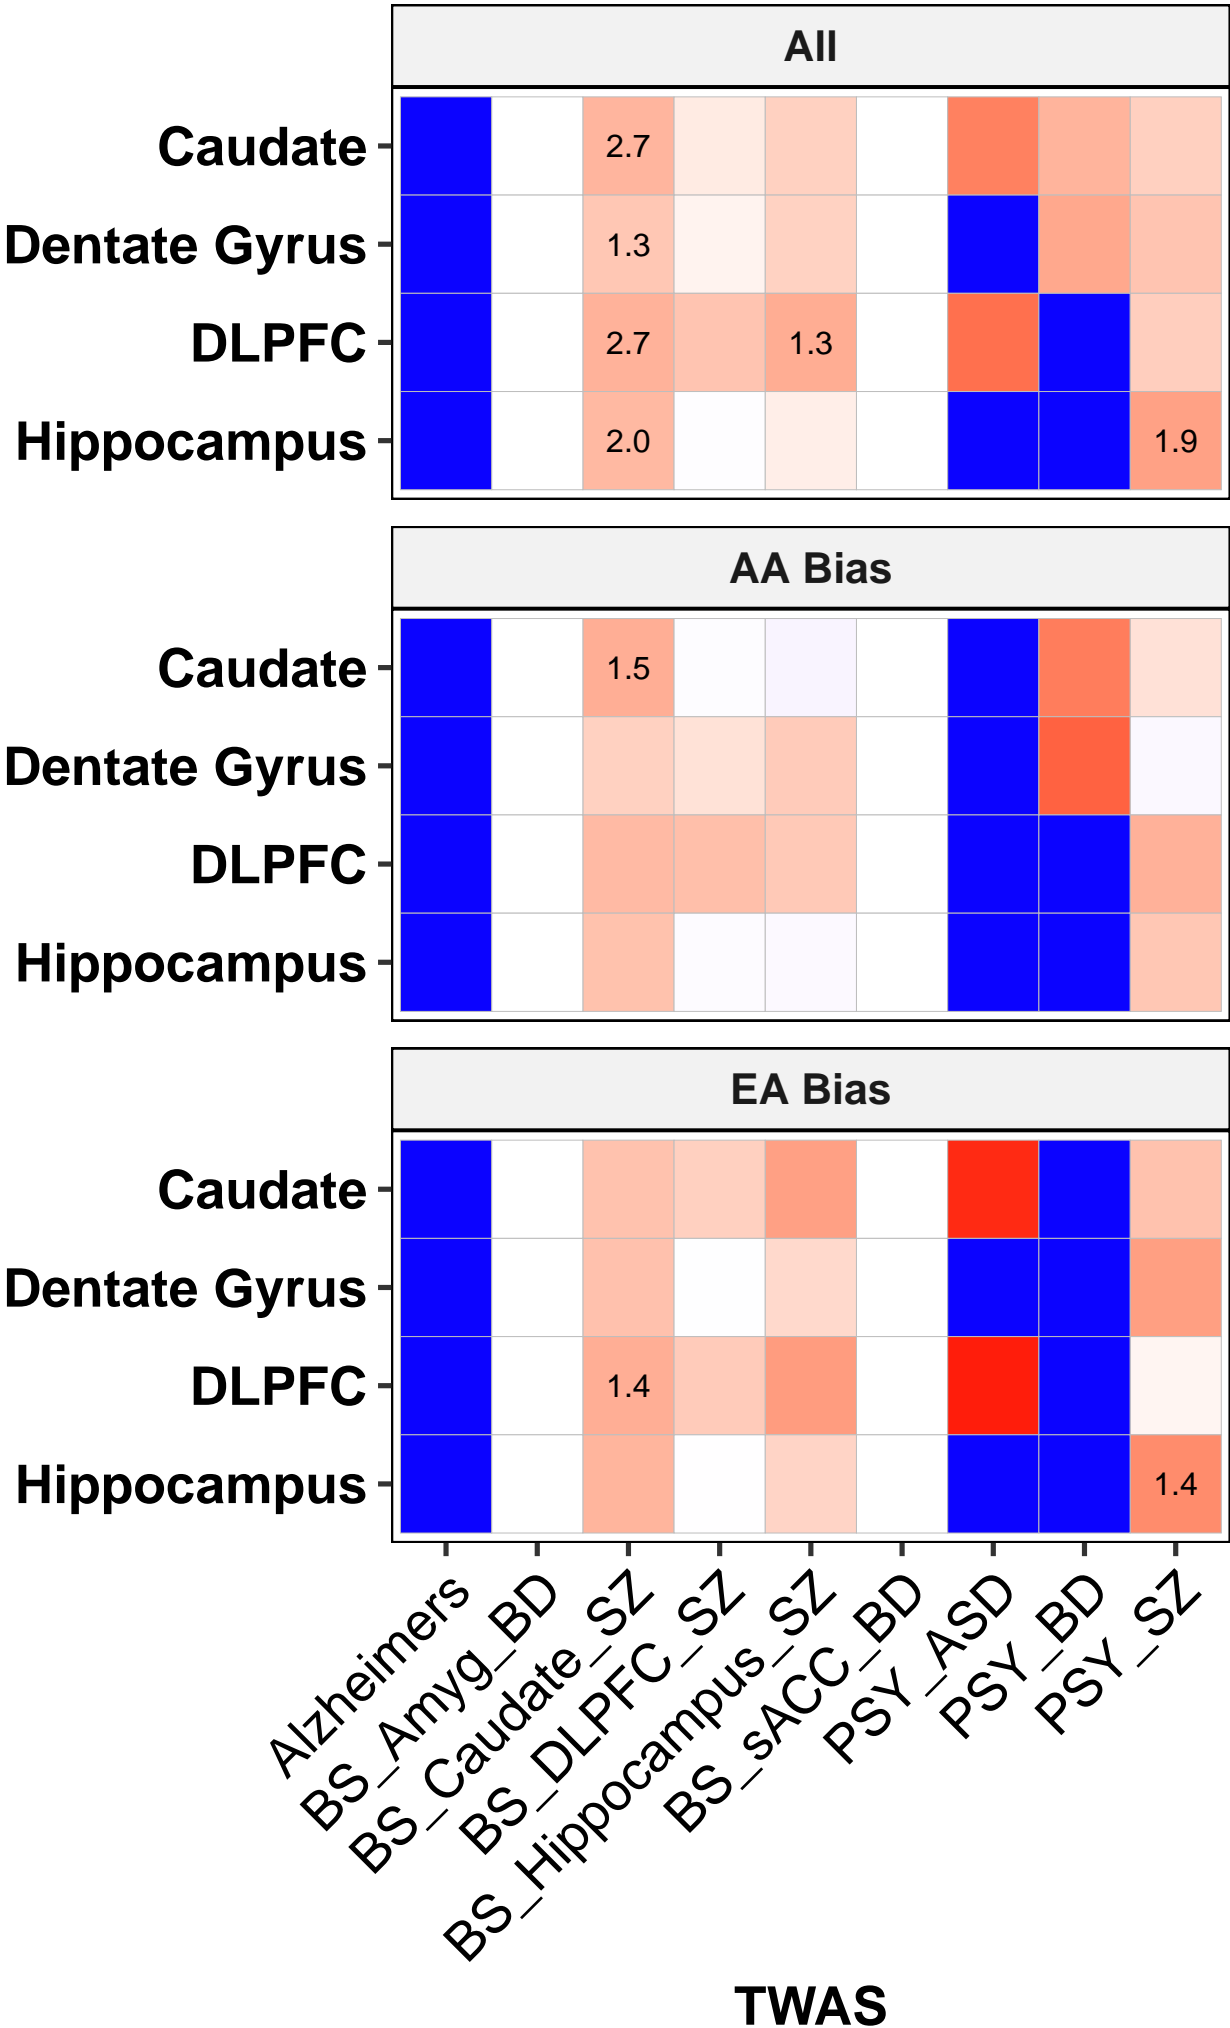 All
Caudate 2.7
Dentate Gyrus 1.3
DLPFC 2.7 1.3
Hippocampus 2.0 1.9
AA Bias
Caudate 1.5
Dentate Gyrus
DLPFC
Hippocampus
EA Bias
Caudate
Dentate Gyrus
DLPFC 1.4
Hippocampus 1.4
Alzheimers
BS_Amyg_BD
BS_Caudate_SZ
BS_DLPFC_SZ
BS_Hippocampus_SZ
BS_sACC_BD
PSY_ASD
PSY_BD
PSY_SZ
TWAS